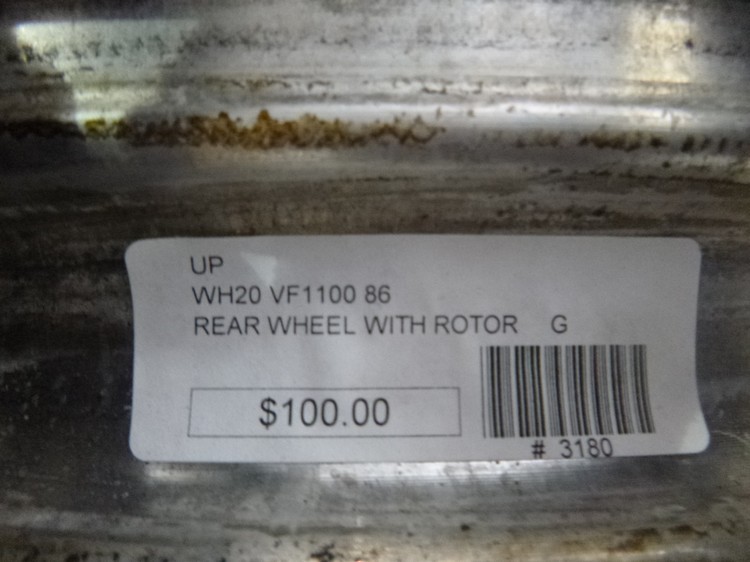 UP
WH20 VF1100 86
REAR WHEEL WITH ROTOR G
$100.00
# 3180